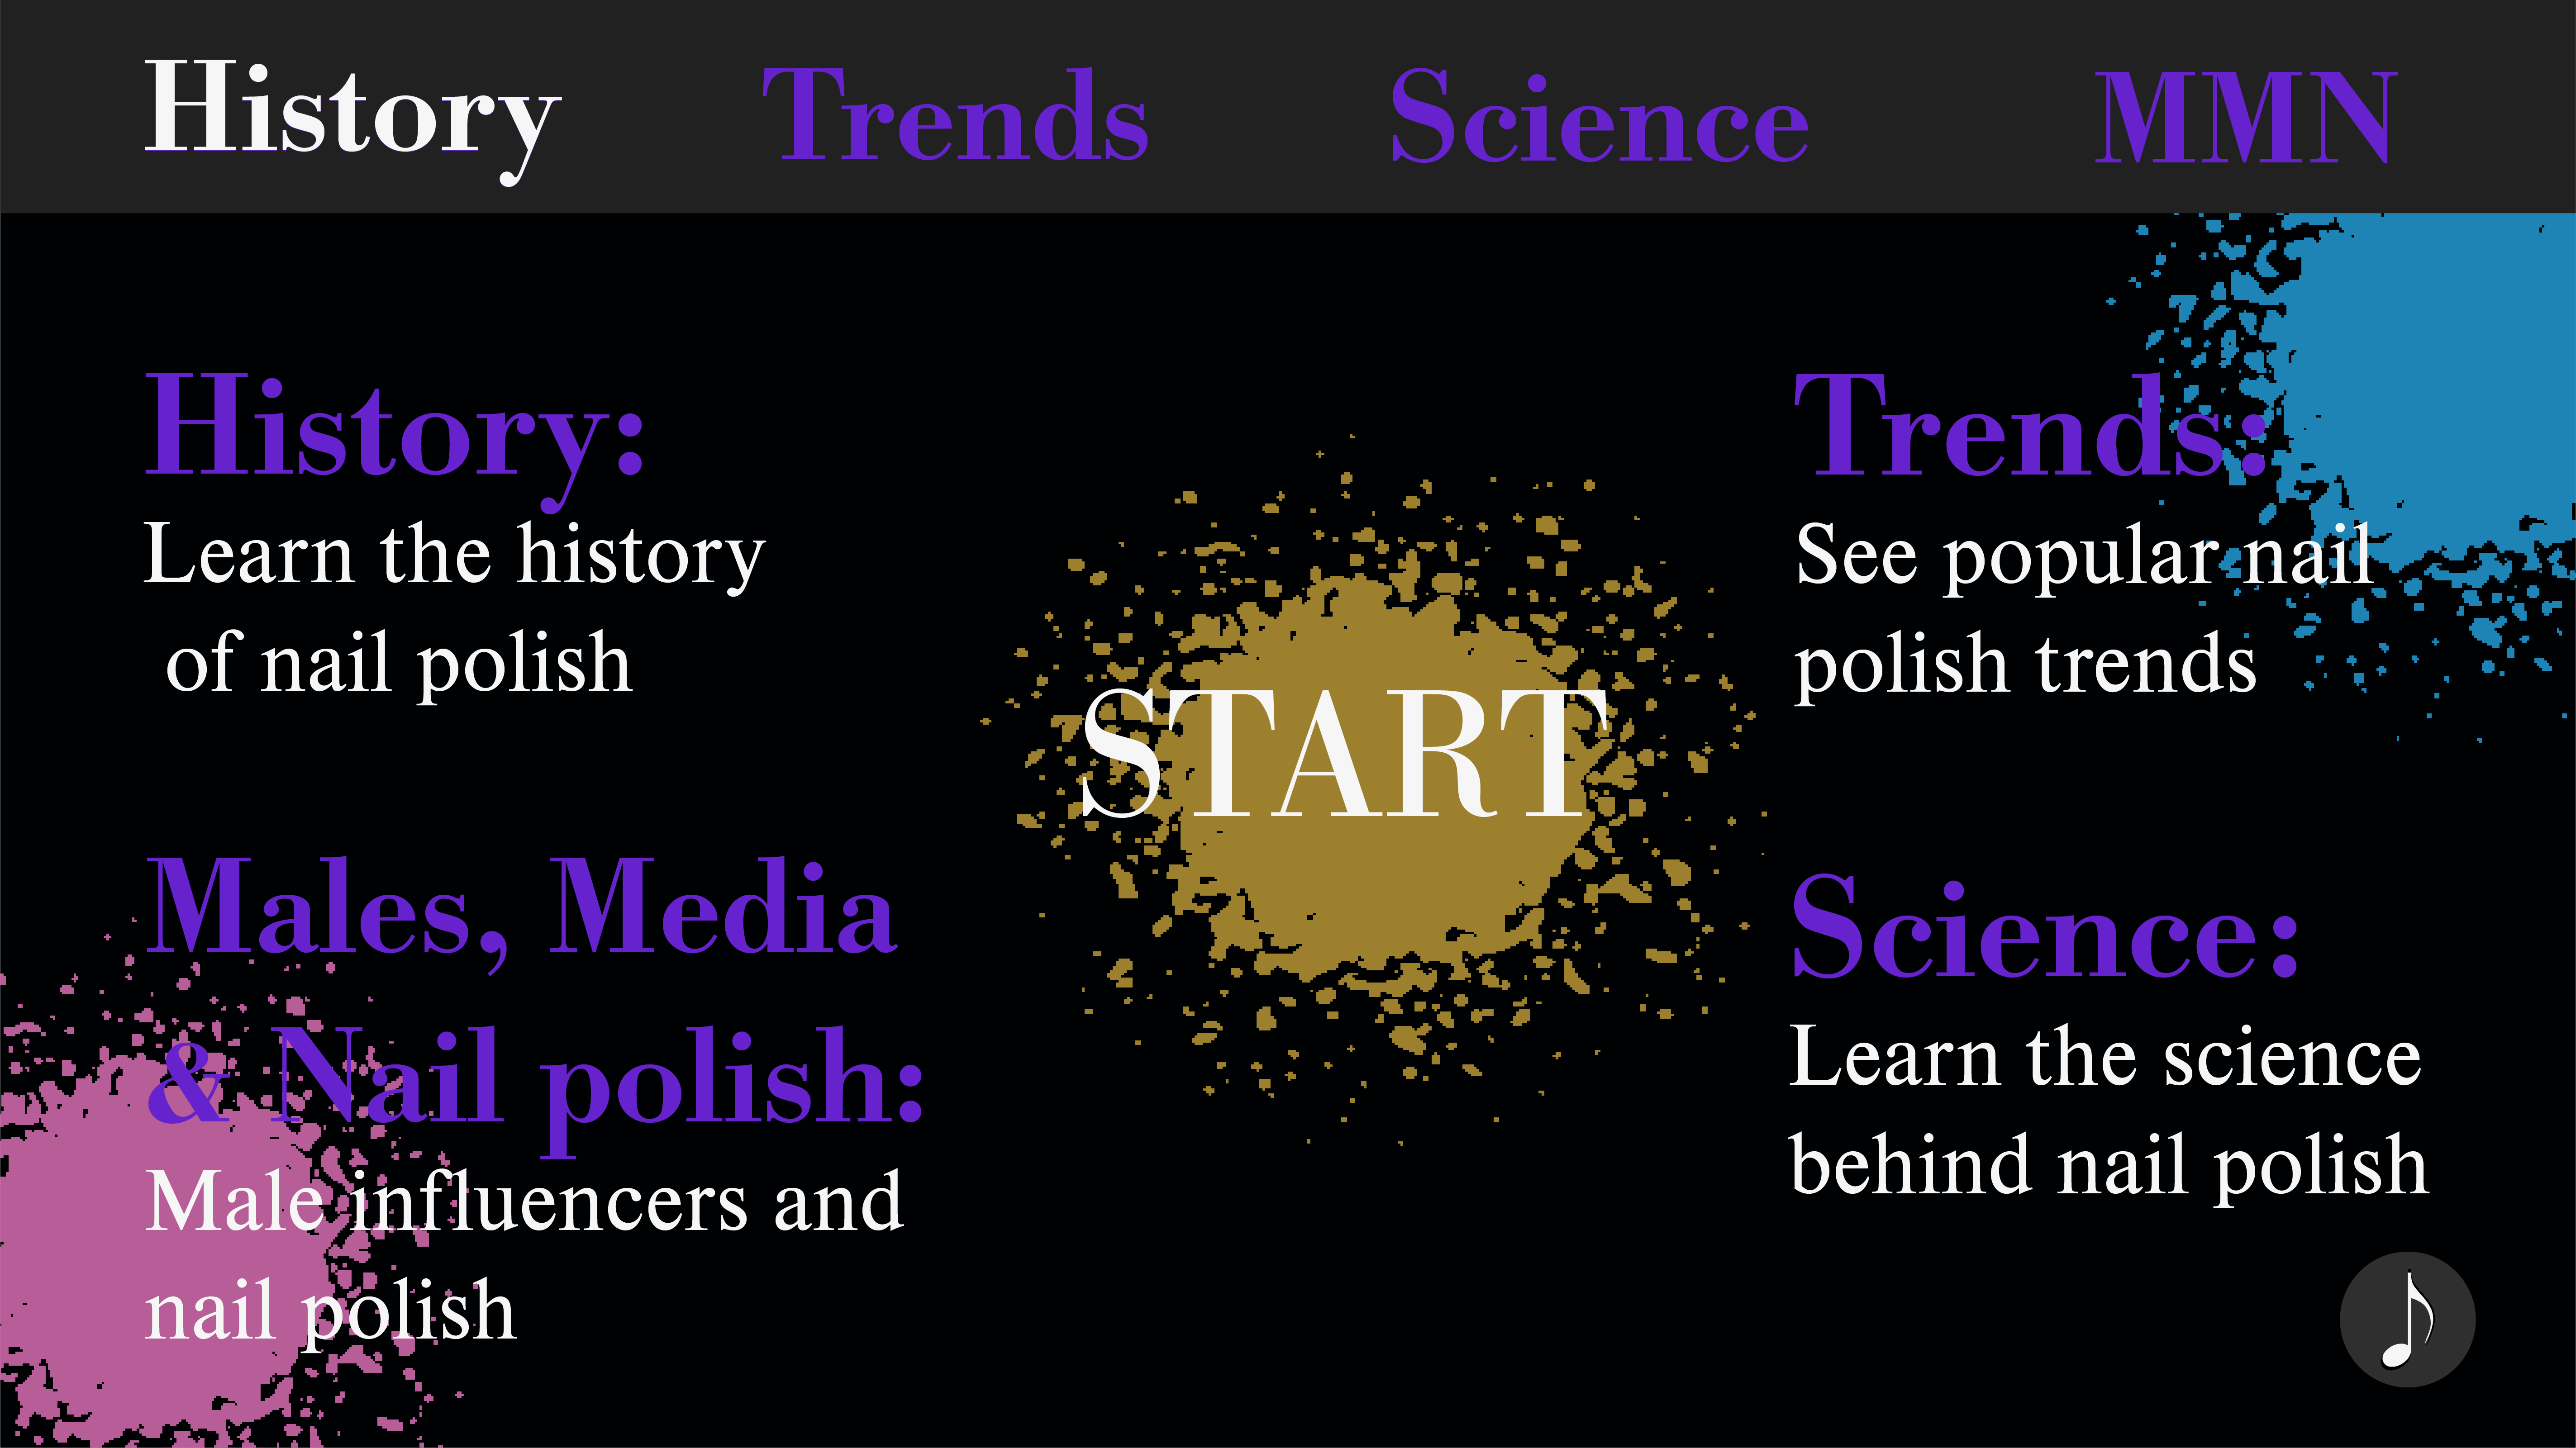 History Trends Science MMN
History:
Learn the history
of nail polish
Trends:
See popular nail
polish trends
START
Males, Media
& Nail polish:
Male influencers and
nail polish
Science:
Learn the science
behind nail polish